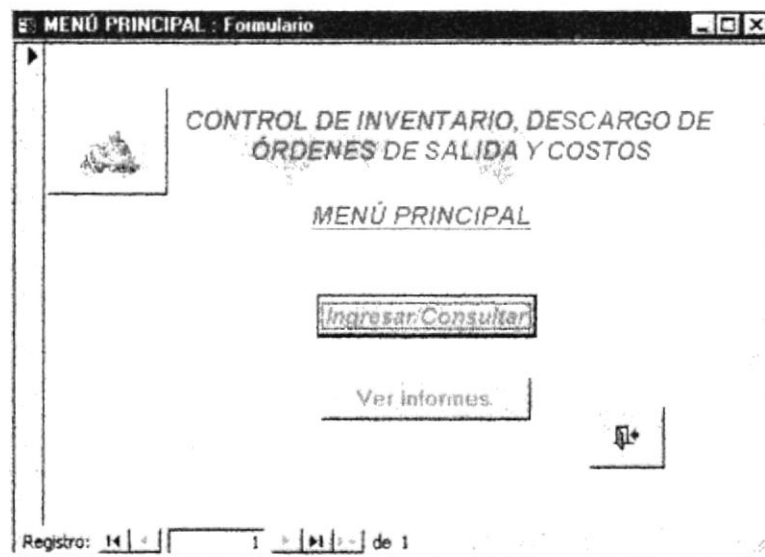 MENÚ PRINCIPAL : Formulario
CONTROL DE INVENTARIO, DESCARGO DE
ÓRDENES DE SALIDA Y COSTOS
MENÚ PRINCIPAL
Ingresar/Consultar
Ver informes.
Registro: 1 de 1